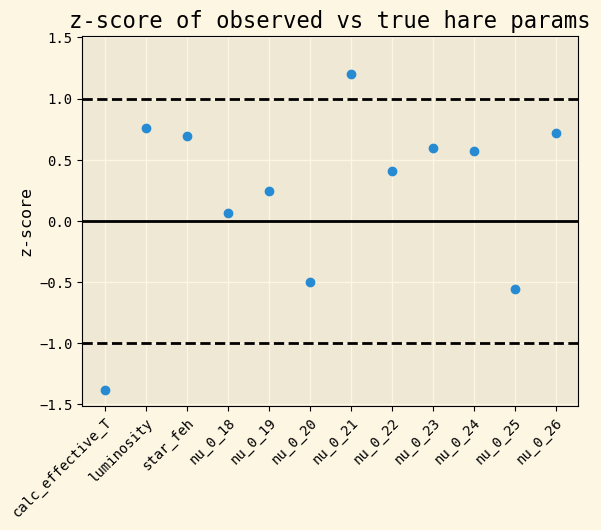 z-score of observed vs true hare params
1.5
1.0
0.5
0.0
−0.5
−1.0
−1.5
z-score
calc_effective_T
luminosity
star_feh
nu_0_18
nu_0_19
nu_0_20
nu_0_21
nu_0_22
nu_0_23
nu_0_24
nu_0_25
nu_0_26